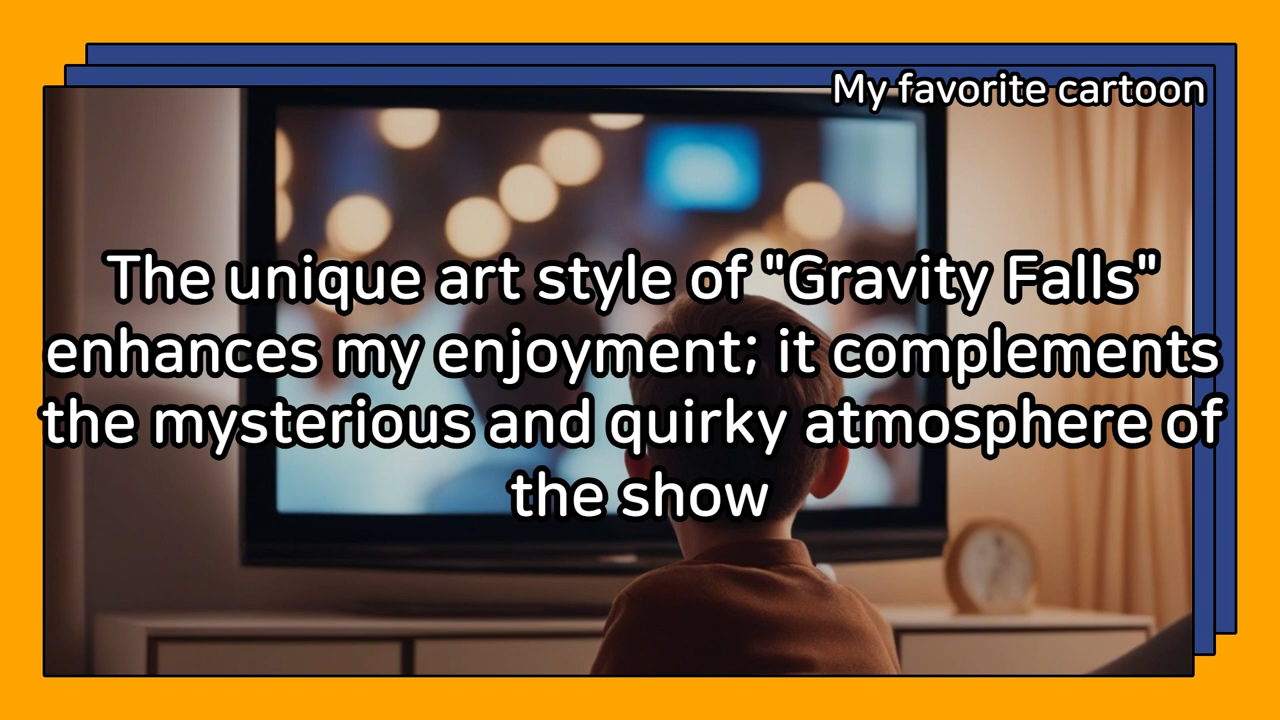 My favorite cartoon
The unique art style of "Gravity Falls"
enhances my enjoyment; it complements
the mysterious and quirky atmosphere of
the show